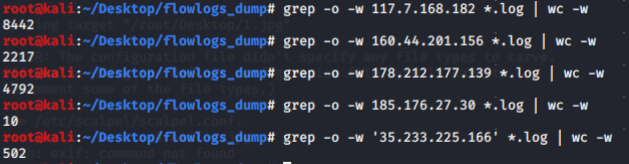 root@kali:~/Desktop/flowlogs_dump# grep -o -w 117.7.168.182 *.log | wc -w
8442
root@kali:~/Desktop/flowlogs_dump# grep -o -w 160.44.201.156 *.log | wc -w
2217
root@kali:~/Desktop/flowlogs_dump# grep -o -w 178.212.177.139 *.log | wc -w
4792
root@kali:~/Desktop/flowlogs_dump# grep -o -w 185.176.27.30 *.log | wc -w
10
root@kali:~/Desktop/flowlogs_dump# grep -o -w '35.233.225.166' *.log | wc -w
502